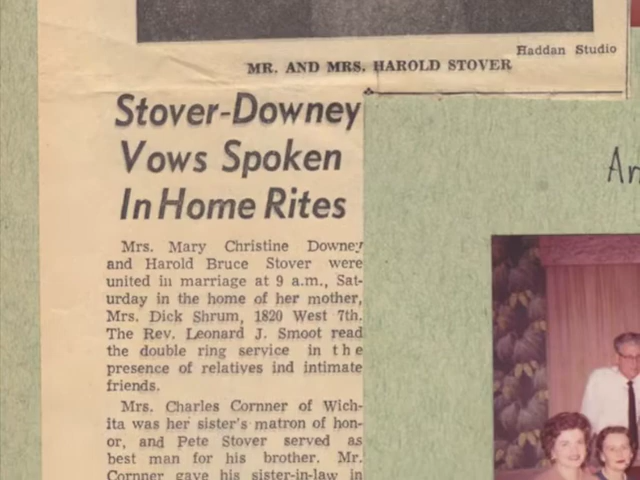 Haddan Studio
MR. AND MRS. HAROLD STOVER
Stover-Downey
Vows Spoken
In Home Rites
Mrs. Mary Christine Downey
and Harold Bruce Stover were
united in marriage at 9 a.m., Sat-
urday in the home of her mother,
Mrs. Dick Shrum, 1820 West 7th.
The Rev. Leonard J. Smoot read
the double ring service in the
presence of relatives ind intimate
friends.
Mrs. Charles Cornner of Wich-
ita was her sister's matron of hon-
or, and Pete Stover served as
best man for his brother. Mr.
Cornner gave his sister-in-law in